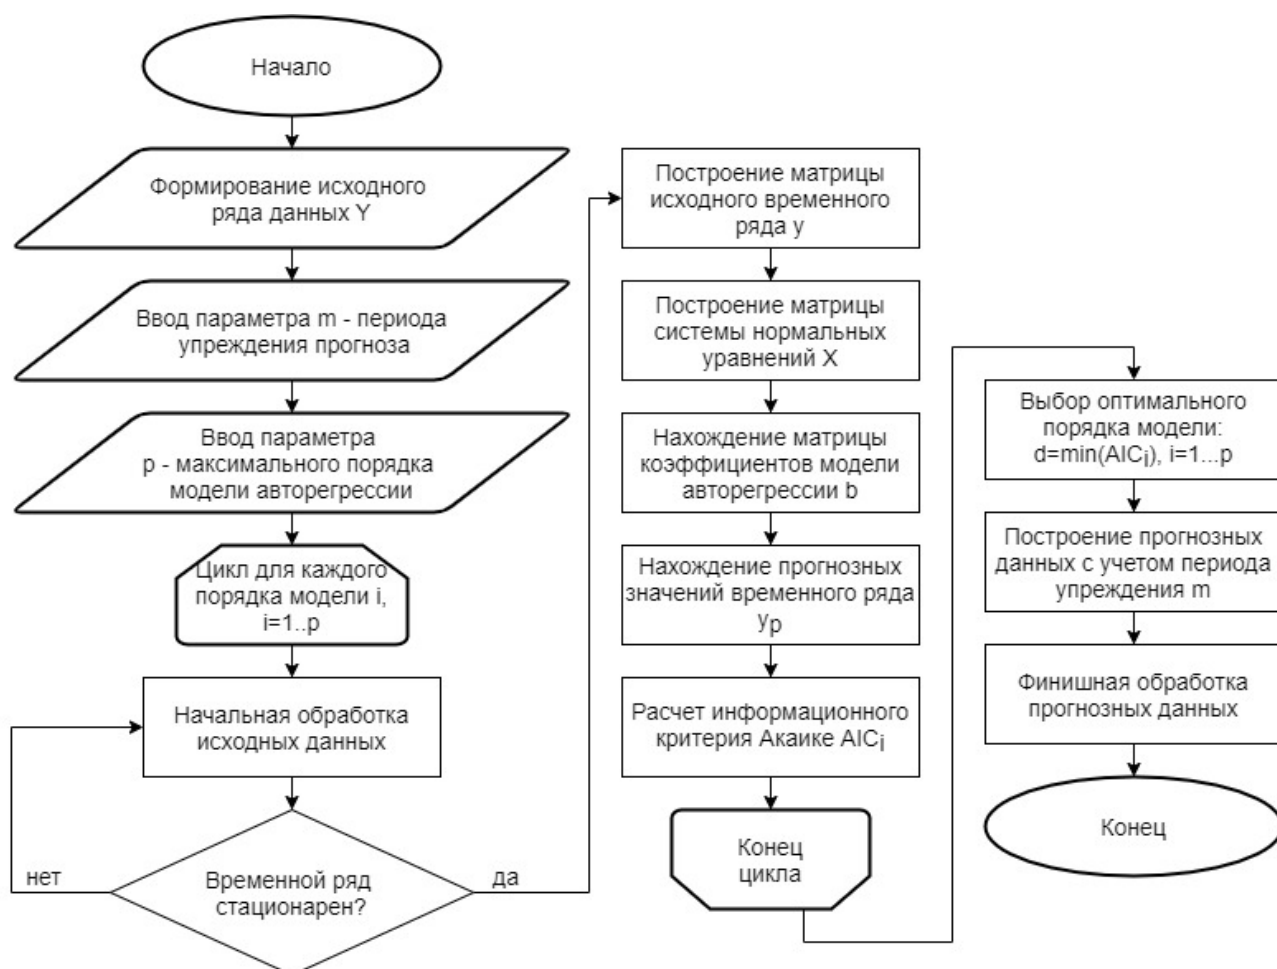 Начало
Формирование исходного
ряда данных Y
Ввод параметра m - периода
упреждения прогноза
Ввод параметра
p - максимального порядка
модели авторегрессии
Цикл для каждого
порядка модели i,
i=1..p
Начальная обработка
исходных данных
Временной ряд
стационарен?
нет
да
Построение матрицы
исходного временного
ряда y
Построение матрицы
системы нормальных
уравнений X
Нахождение матрицы
коэффициентов модели
авторегрессии b
Нахождение прогнозных
значений временного ряда
yp
Расчет информационного
критерия Акаике AICi
Конец
цикла
Выбор оптимального
порядка модели:
d=min(AICi), i=1...p
Построение прогнозных
данных с учетом периода
упреждения m
Финишная обработка
прогнозных данных
Конец